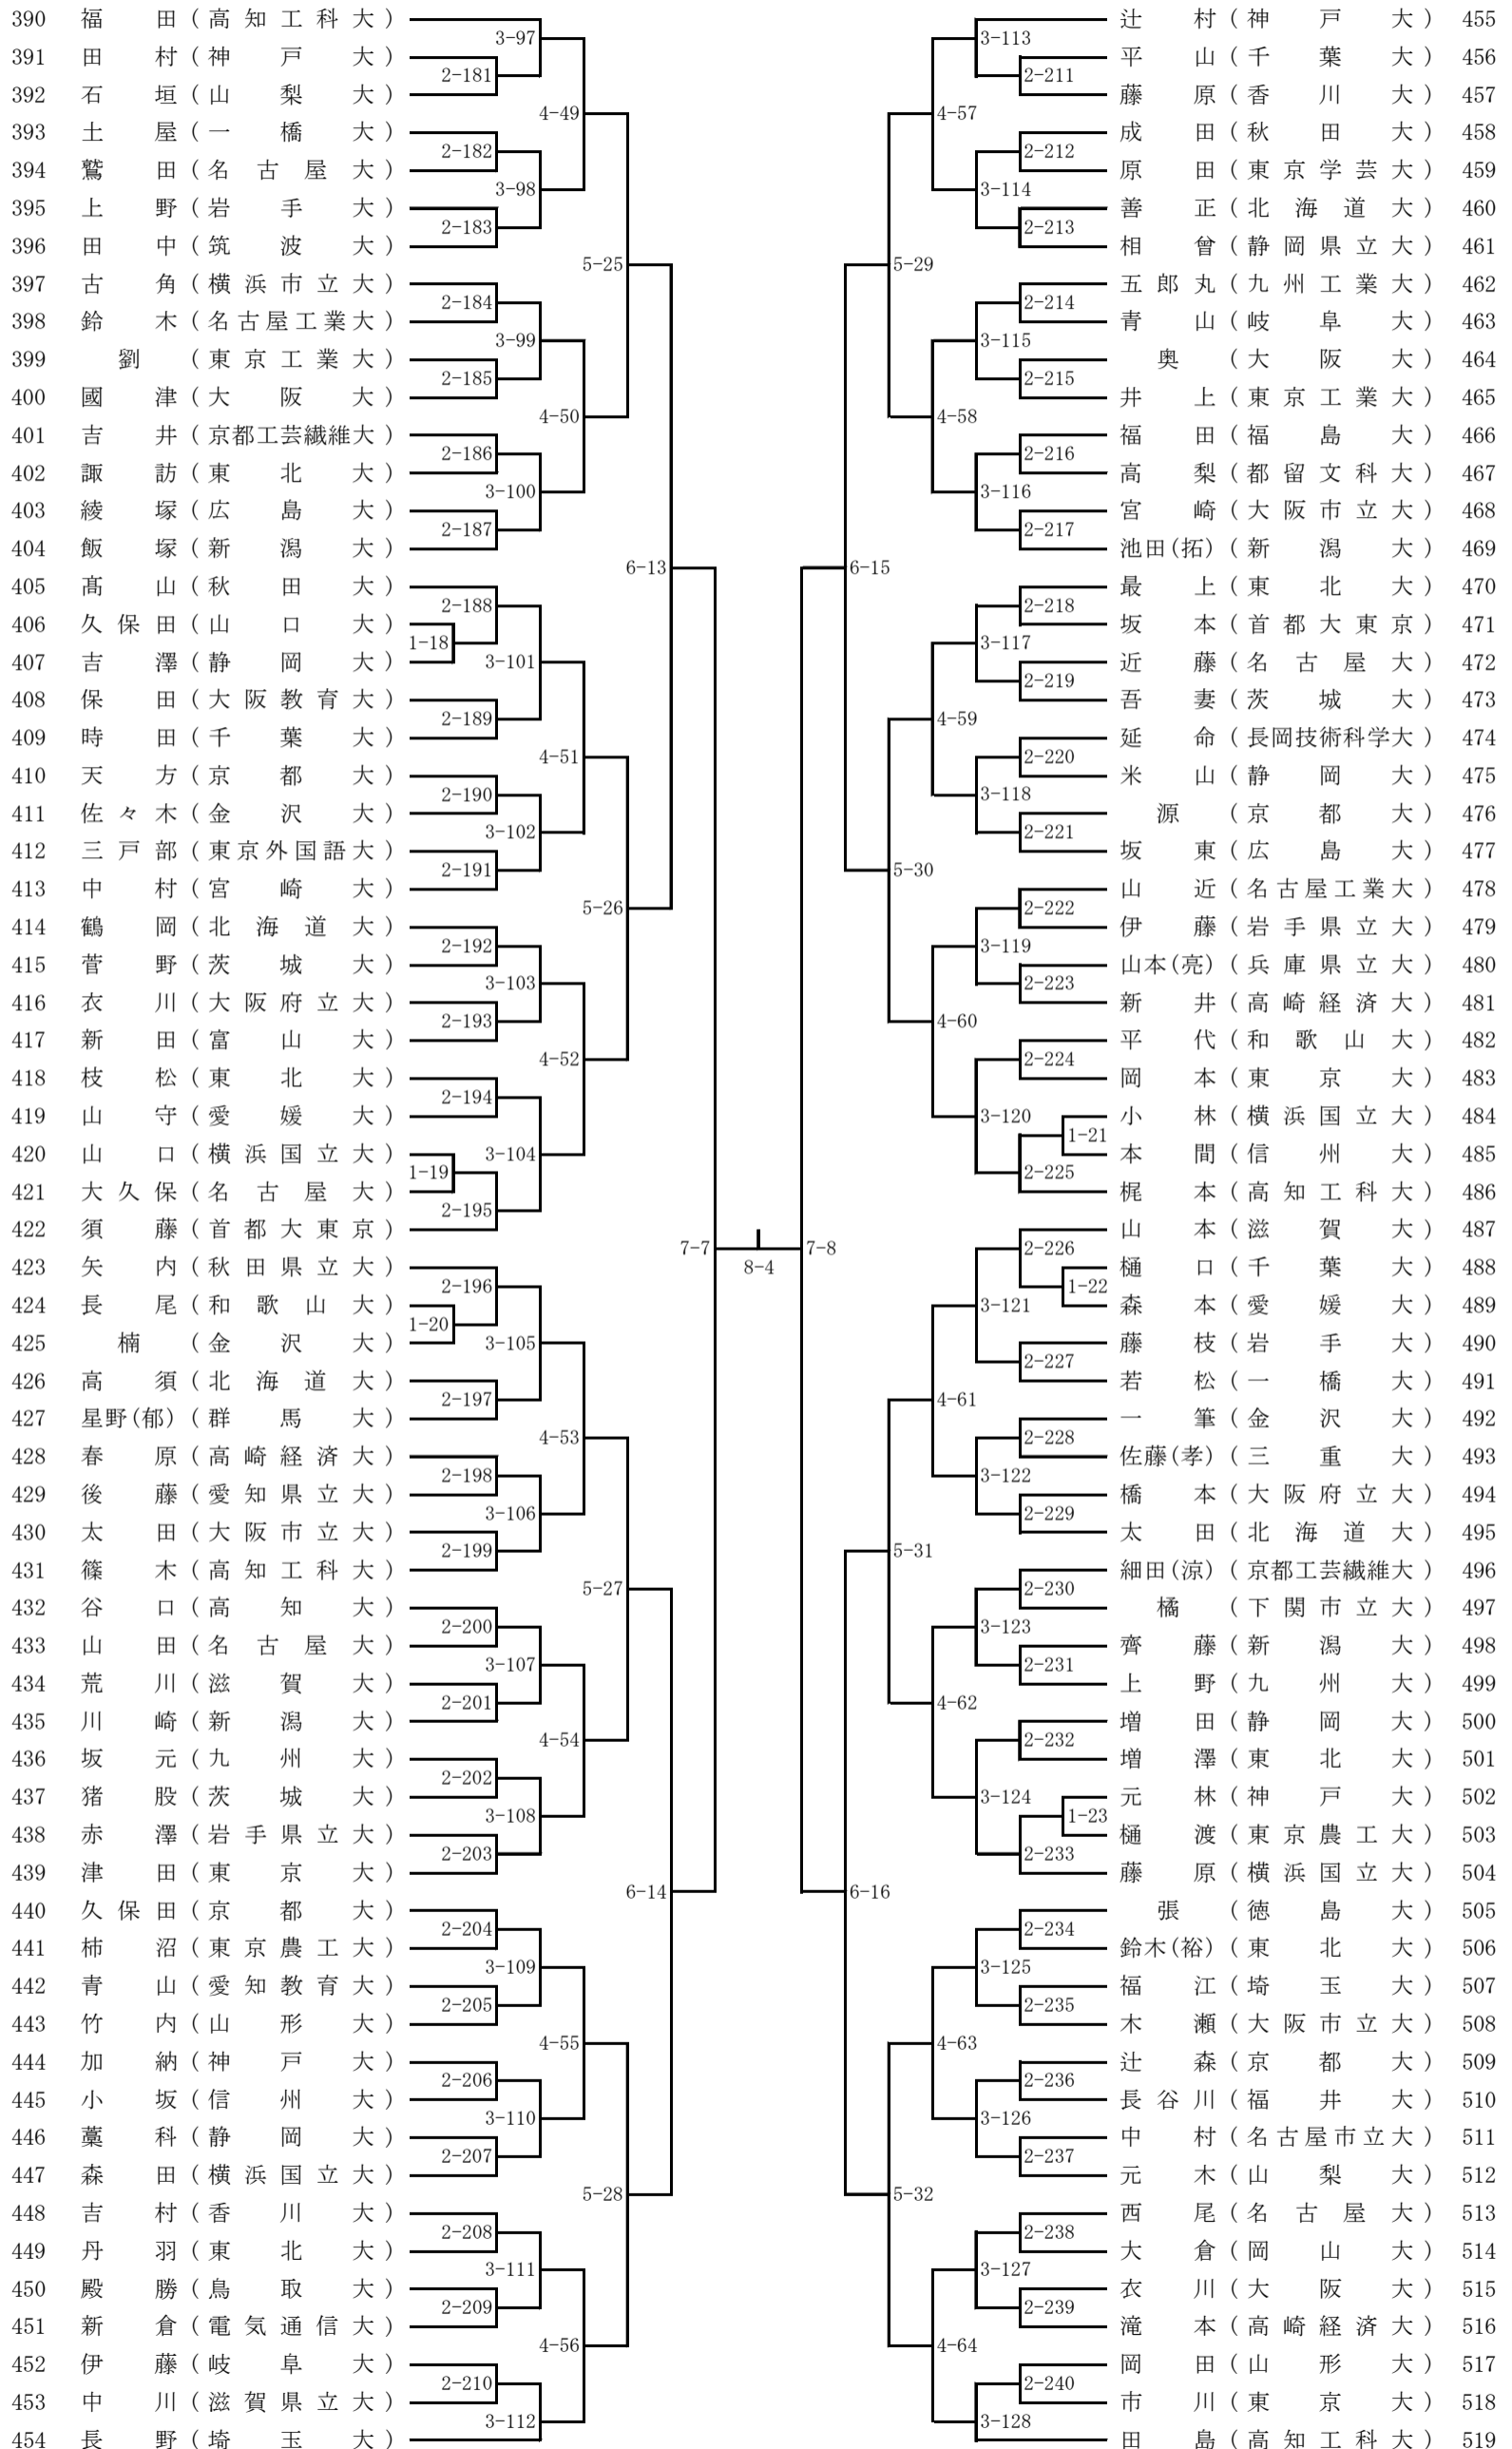 390 福田(高知工科大)
391 田村(神戸大)
392 石垣(山梨大)
393 土屋(一橋大)
394 鷲田(名古屋大)
395 上野(岩手大)
396 田中(筑波大)
397 古角(横浜市立大)
398 鈴木(名古屋工業大)
399 劉(東京工業大)
400 國津(大阪大)
401 吉井(京都工芸繊維大)
402 諏訪(東北大)
403 綾塚(広島大)
404 飯塚(新潟大)
405 髙山(秋田大)
406 久保田(山口大)
407 吉澤(静岡大)
408 保田(大阪教育大)
409 時田(千葉大)
410 天方(京都大)
411 佐々木(金沢大)
412 三戸部(東京外国語大)
413 中村(宮崎大)
414 鶴岡(北海道大)
415 菅野(茨城大)
416 衣川(大阪府立大)
417 新田(富山大)
418 枝松(東北大)
419 山守(愛媛大)
420 山口(横浜国立大)
421 大久保(名古屋大)
422 須藤(首都大東京)
423 矢内(秋田県立大)
424 長尾(和歌山大)
425 楠(金沢大)
426 高須(北海道大)
427 星野(郁)(群馬大)
428 春原(高崎経済大)
429 後藤(愛知県立大)
430 太田(大阪市立大)
431 篠木(高知工科大)
432 谷口(高知大)
433 山田(名古屋大)
434 荒川(滋賀大)
435 川崎(新潟大)
436 坂元(九州大)
437 猪股(茨城大)
438 赤澤(岩手県立大)
439 津田(東京大)
440 久保田(京都大)
441 柿沼(東京農工大)
442 青山(愛知教育大)
443 竹内(山形大)
444 加納(神戸大)
445 小坂(信州大)
446 藁科(静岡大)
447 森田(横浜国立大)
448 吉村(香川大)
449 丹羽(東北大)
450 殿勝(鳥取大)
451 新倉(電気通信大)
452 伊藤(岐阜大)
453 中川(滋賀県立大)
454 長野(埼玉大)
1-18
1-19
1-20
2-181
2-182
2-183
2-184
2-185
2-186
2-187
2-188
2-189
2-190
2-191
2-192
2-193
2-194
2-195
2-196
2-197
2-198
2-199
2-200
2-201
2-202
2-203
2-204
2-205
2-206
2-207
2-208
2-209
2-210
3-97
3-98
3-99
3-100
3-101
3-102
3-103
3-104
3-105
3-106
3-107
3-108
3-109
3-110
3-111
3-112
4-49
4-50
4-51
4-52
4-53
4-54
4-55
4-56
5-25
5-26
5-27
5-28
6-13
6-14
7-7
8-4
7-8
6-15
6-16
5-29
5-30
5-31
5-32
4-57
4-58
4-59
4-60
4-61
4-62
4-63
4-64
3-113
3-114
3-115
3-116
3-117
3-118
3-119
3-120
3-121
3-122
3-123
3-124
3-125
3-126
3-127
3-128
2-211
2-212
2-213
2-214
2-215
2-216
2-217
2-218
2-219
2-220
2-221
2-222
2-223
2-224
2-225
2-226
2-227
2-228
2-229
2-230
2-231
2-232
2-233
2-234
2-235
2-236
2-237
2-238
2-239
2-240
1-21
1-22
1-23
辻村(神戸大) 455
平山(千葉大) 456
藤原(香川大) 457
成田(秋田大) 458
原田(東京学芸大) 459
善正(北海道大) 460
相曾(静岡県立大) 461
五郎丸(九州工業大) 462
青山(岐阜大) 463
奥(大阪大) 464
井上(東京工業大) 465
福田(福島大) 466
高梨(都留文科大) 467
宮崎(大阪市立大) 468
池田(拓)(新潟大) 469
最上(東北大) 470
坂本(首都大東京) 471
近藤(名古屋大) 472
吾妻(茨城大) 473
延命(長岡技術科学大) 474
米山(静岡大) 475
源(京都大) 476
坂東(広島大) 477
山近(名古屋工業大) 478
伊藤(岩手県立大) 479
山本(亮)(兵庫県立大) 480
新井(高崎経済大) 481
平代(和歌山大) 482
岡本(東京大) 483
小林(横浜国立大) 484
本間(信州大) 485
梶本(高知工科大) 486
山本(滋賀大) 487
樋口(千葉大) 488
森本(愛媛大) 489
藤枝(岩手大) 490
若松(一橋大) 491
一筆(金沢大) 492
佐藤(孝)(三重大) 493
橋本(大阪府立大) 494
太田(北海道大) 495
細田(涼)(京都工芸繊維大) 496
橘(下関市立大) 497
齊藤(新潟大) 498
上野(九州大) 499
増田(静岡大) 500
増澤(東北大) 501
元林(神戸大) 502
樋渡(東京農工大) 503
藤原(横浜国立大) 504
張(徳島大) 505
鈴木(裕)(東北大) 506
福江(埼玉大) 507
木瀬(大阪市立大) 508
辻森(京都大) 509
長谷川(福井大) 510
中村(名古屋市立大) 511
元木(山梨大) 512
西尾(名古屋大) 513
大倉(岡山大) 514
衣川(大阪大) 515
滝本(高崎経済大) 516
岡田(山形大) 517
市川(東京大) 518
田島(高知工科大) 519